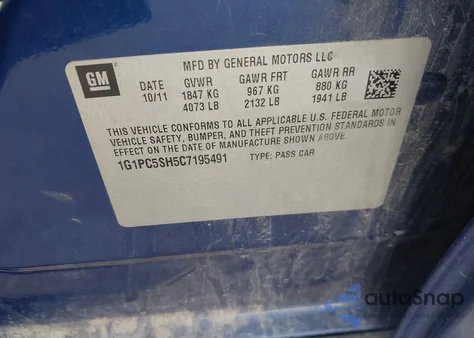 MFD BY GENERAL MOTORS LLC
GM
DATE GVWR GAWR FRT GAWR RR
10/11 1847 KG 967 KG 880 KG
4073 LB 2132 LB 1941 LB
THIS VEHICLE CONFORMS TO ALL APPLICABLE U.S. FEDERAL MOTOR
VEHICLE SAFETY, BUMPER, AND THEFT PREVENTION STANDARDS IN
EFFECT ON THE DATE OF MANUFACTURE SHOWN ABOVE.
1G1PC5SH5C7195491 TYPE: PASS CAR
autoSnap